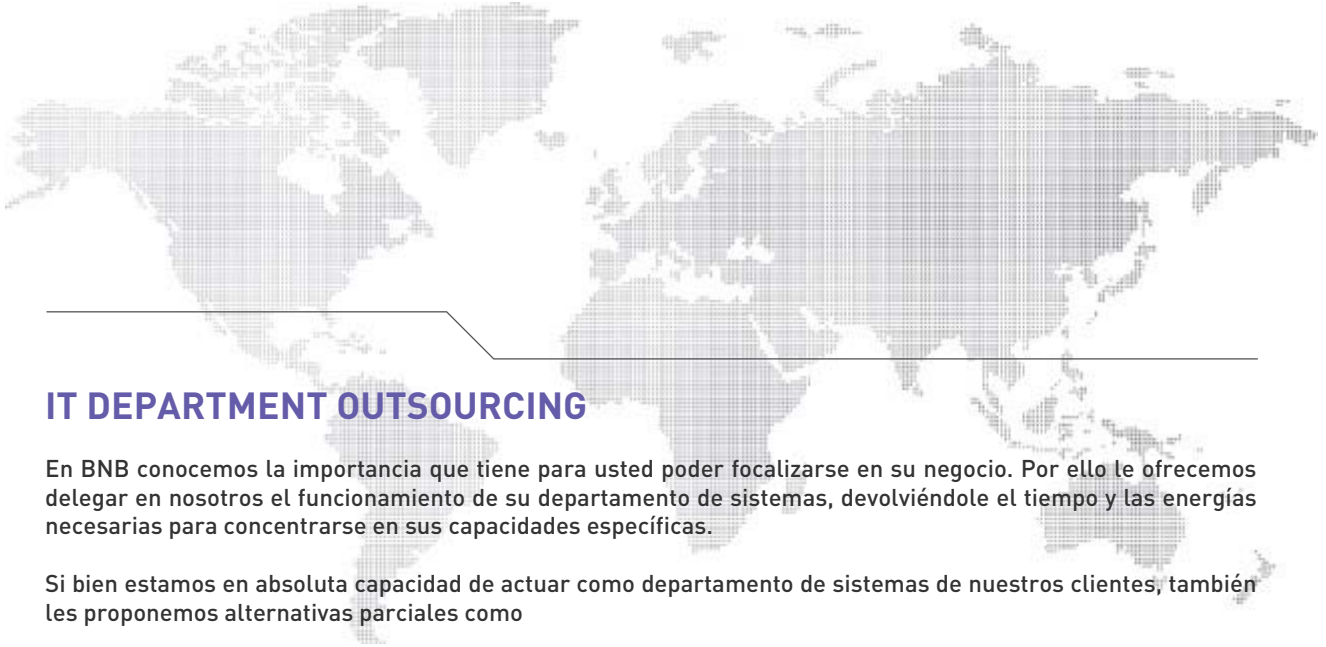 IT DEPARTMENT OUTSOURCING
En BNB conocemos la importancia que tiene para usted poder focalizarse en su negocio. Por ello le ofrecemos
delegar en nosotros el funcionamiento de su departamento de sistemas, devolviéndole el tiempo y las energías
necesarias para concentrarse en sus capacidades específicas.
Si bien estamos en absoluta capacidad de actuar como departamento de sistemas de nuestros clientes, también
les proponemos alternativas parciales como